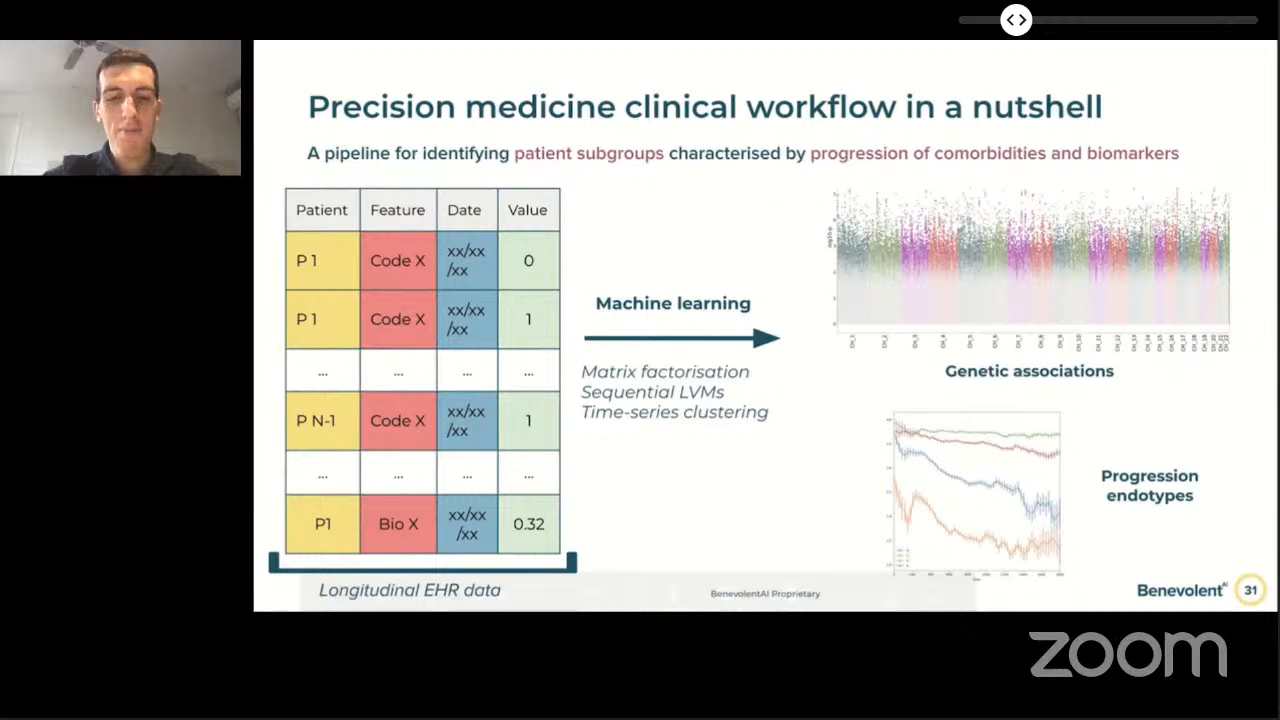 Precision medicine clinical workflow in a nutshell
A pipeline for identifying patient subgroups characterised by progression of comorbidities and biomarkers
Patient Feature Date Value
P 1 Code X xx/xx /xx 0
P 1 Code X xx/xx /xx 1
... ... ... ...
P N-1 Code X xx/xx /xx 1
... ... ... ...
P1 Bio X xx/xx /xx 0.32
Longitudinal EHR data
Machine learning
Matrix factorisation
Sequential LVMs
Time-series clustering
Genetic associations
Progression
endotypes
BenevolentAI Proprietary
Benevolent AI 31
zoom